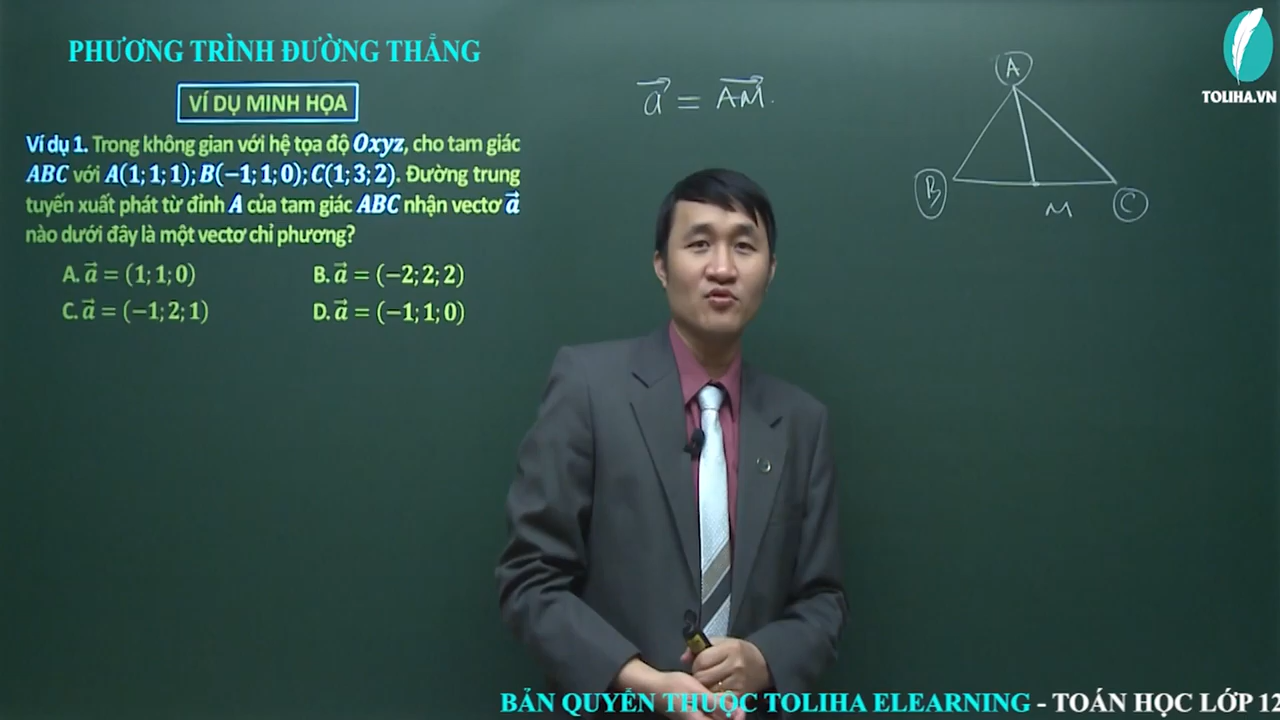 PHƯƠNG TRÌNH ĐƯỜNG THẲNG
VÍ DỤ MINH HỌA
Ví dụ 1. Trong không gian với hệ tọa độ Oxyz, cho tam giác
ABC với A(1; 1; 1); B(−1; 1; 0); C(1; 3; 2). Đường trung
tuyến xuất phát từ đỉnh A của tam giác ABC nhận vectơ a⃗
nào dưới đây là một vectơ chỉ phương?
A. a⃗ = (1; 1; 0)
B. a⃗ = (−2; 2; 2)
C. a⃗ = (−1; 2; 1)
D. a⃗ = (−1; 1; 0)
a⃗ = AM⃗.
A
B
M
C
TOLIHA.VN
BẢN QUYỀN THUỘC TOLIHA ELEARNING - TOÁN HỌC LỚP 12